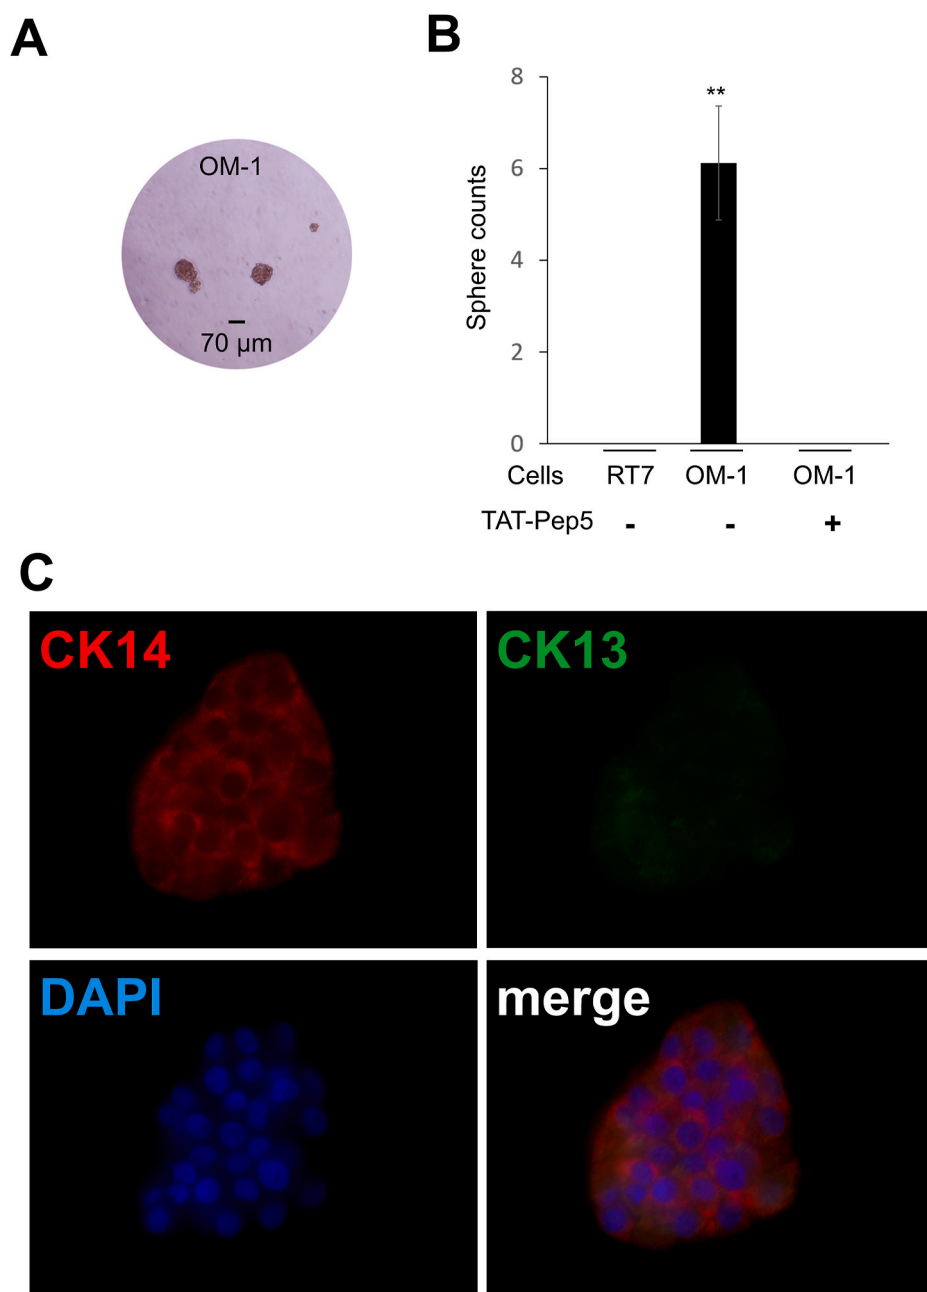 A
OM-1
70 μm
B
**
8
6
4
2
0
Sphere counts
Cells RT7 OM-1 OM-1
TAT-Pep5 - - +
C
CK14 CK13
DAPI merge